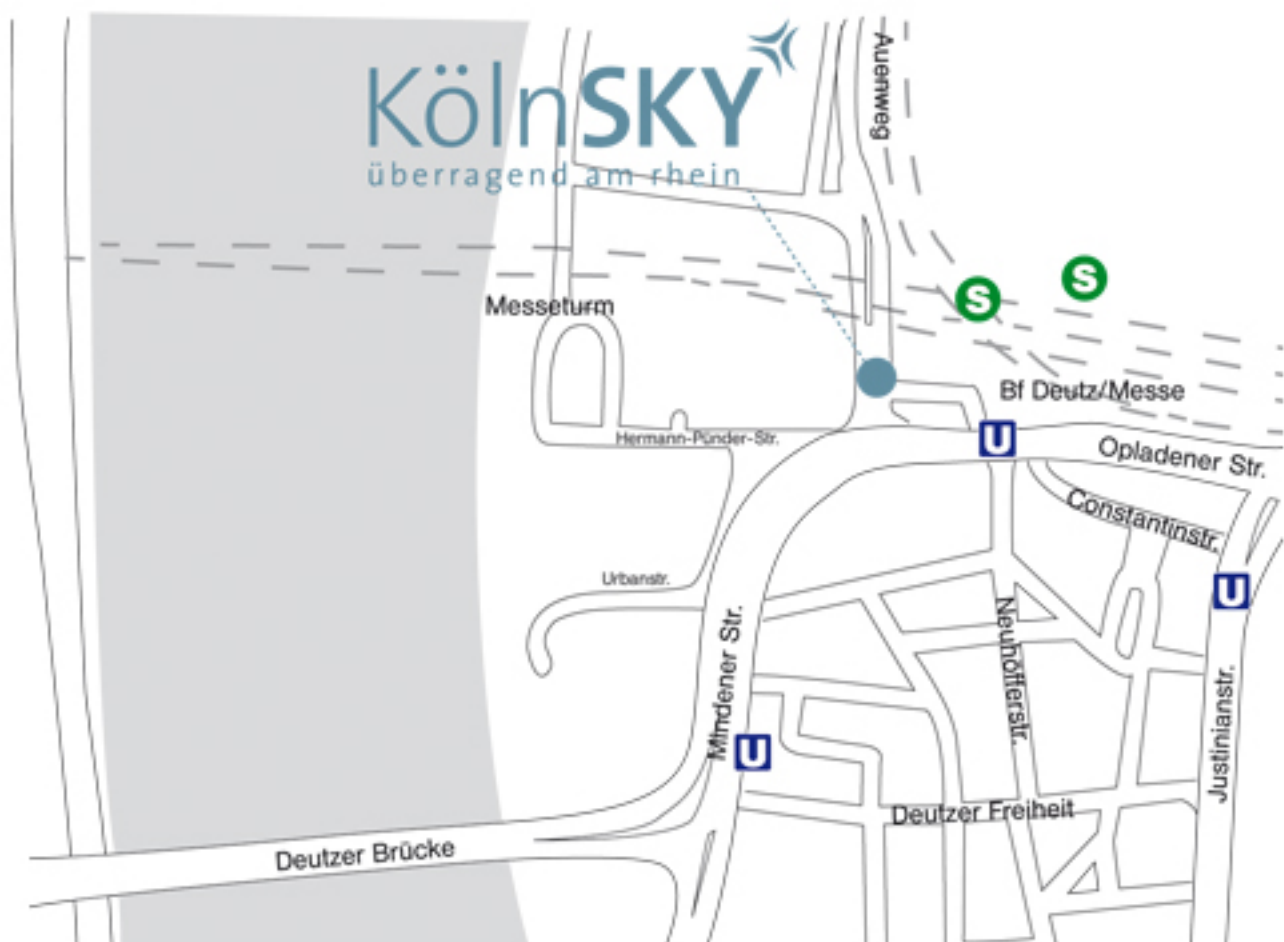 KölnSKY
überragend am rhein
Auenweg
S
S
Messeturm
Bf Deutz/Messe
Hermann-Pünder-Str.
U
Opladener Str.
Constantinstr.
Urbanstr.
U
Neuhöfferstr.
Mindener Str.
Justinianstr.
U
Deutzer Freiheit
Deutzer Brücke